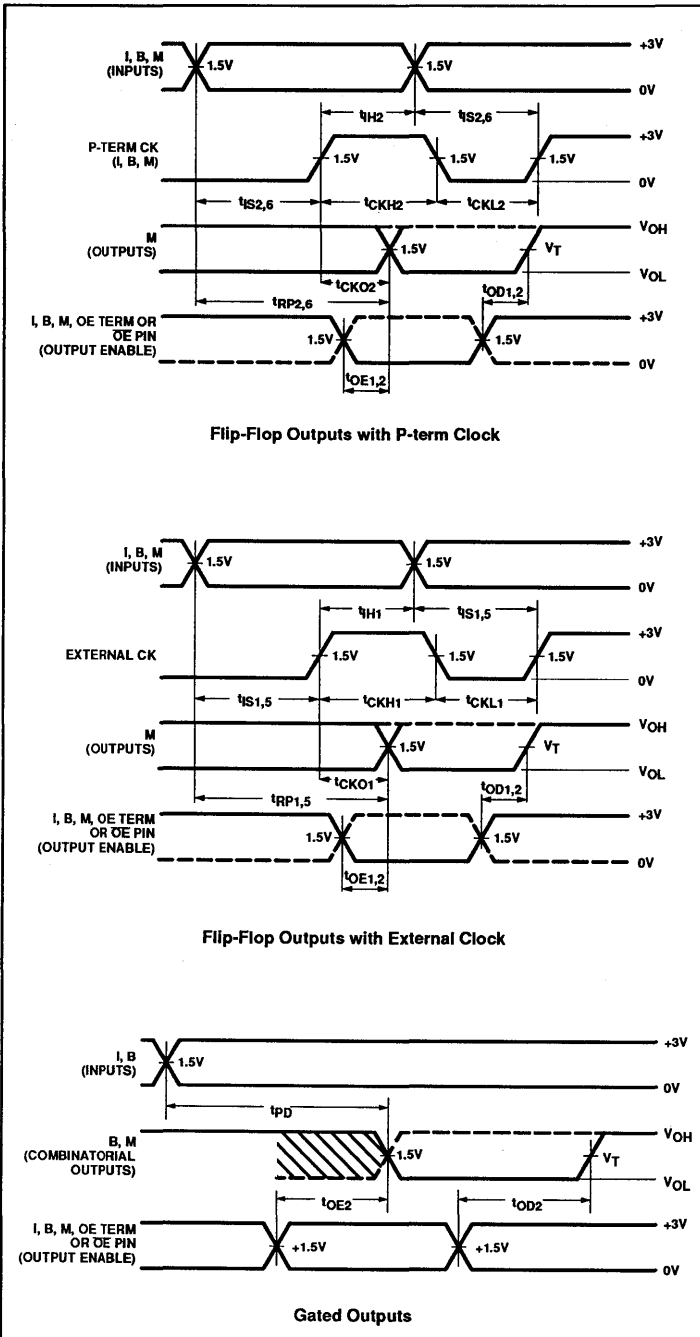 I, B, M
(INPUTS)
1.5V
1.5V
+3V
0V
tIH2
tIS2,6
P-TERM CK
(I, B, M)
1.5V
1.5V
1.5V
+3V
0V
tIS2,6
tCKH2
tCKL2
M
(OUTPUTS)
1.5V
VT
VOH
VOL
tCKO2
tOD1,2
tRP2,6
I, B, M, OE TERM OR
OE PIN
(OUTPUT ENABLE)
1.5V
1.5V
+3V
0V
tOE1,2
Flip-Flop Outputs with P-term Clock
I, B, M
(INPUTS)
1.5V
1.5V
+3V
0V
tIH1
tIS1,5
EXTERNAL CK
1.5V
1.5V
1.5V
+3V
0V
tIS1,5
tCKH1
tCKL1
M
(OUTPUTS)
1.5V
VT
VOH
VOL
tCKO1
tOD1,2
tRP1,5
I, B, M, OE TERM
OR OE PIN
(OUTPUT ENABLE)
1.5V
1.5V
+3V
0V
tOE1,2
Flip-Flop Outputs with External Clock
I, B
(INPUTS)
1.5V
+3V
0V
tPD
B, M
(COMBINATORIAL
OUTPUTS)
1.5V
VT
VOH
VOL
tOE2
tOD2
I, B, M, OE TERM
OR OE PIN
(OUTPUT ENABLE)
+1.5V
+1.5V
+3V
0V
Gated Outputs